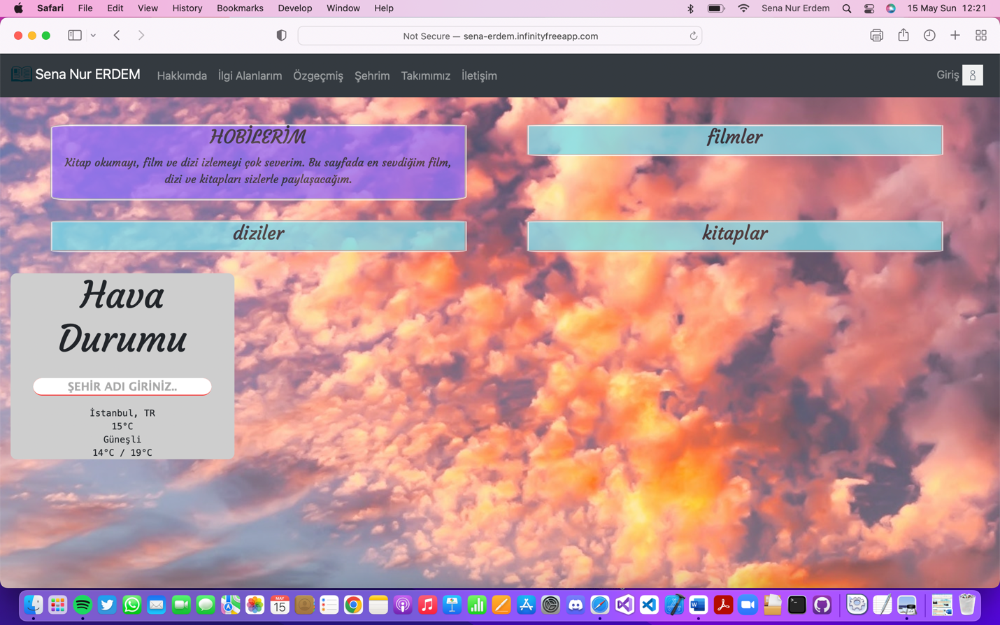 Safari File Edit View History Bookmarks Develop Window Help Sena Nur Erdem 15 May Sun 12:21
Not Secure — sena-erdem.infinityfreeapp.com
Sena Nur ERDEM Hakkımda İlgi Alanlarım Özgeçmiş Şehrim Takımımız İletişim Giriş
HOBİLERİM
Kitap okumayı, film ve dizi izlemeyi çok severim. Bu sayfada en sevdiğim film,
dizi ve kitapları sizlerle paylaşacağım.
filmler
diziler
kitaplar
Hava
Durumu
ŞEHİR ADI GİRİNİZ..
İstanbul, TR
15°C
Güneşli
14°C / 19°C
MAY
15